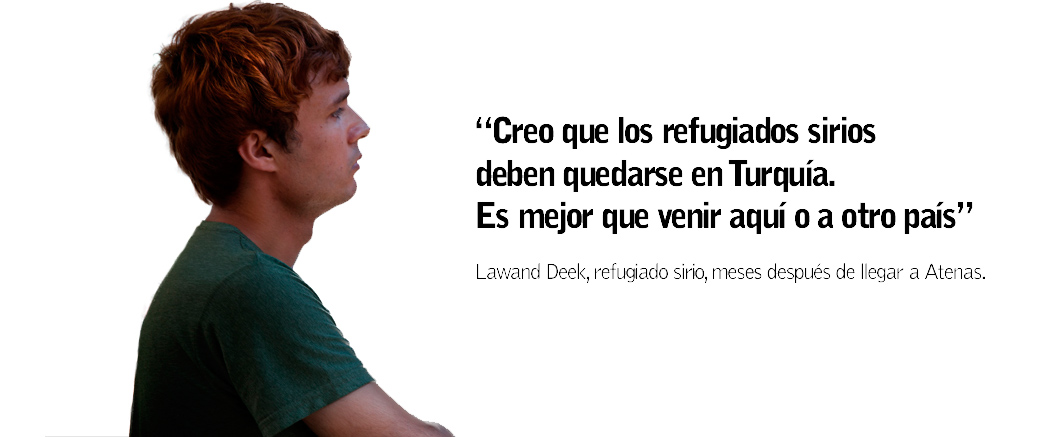 “Creo que los refugiados sirios
deben quedarse en Turquía.
Es mejor que venir aquí o a otro país”
Lawand Deek, refugiado sirio, meses después de llegar a Atenas.